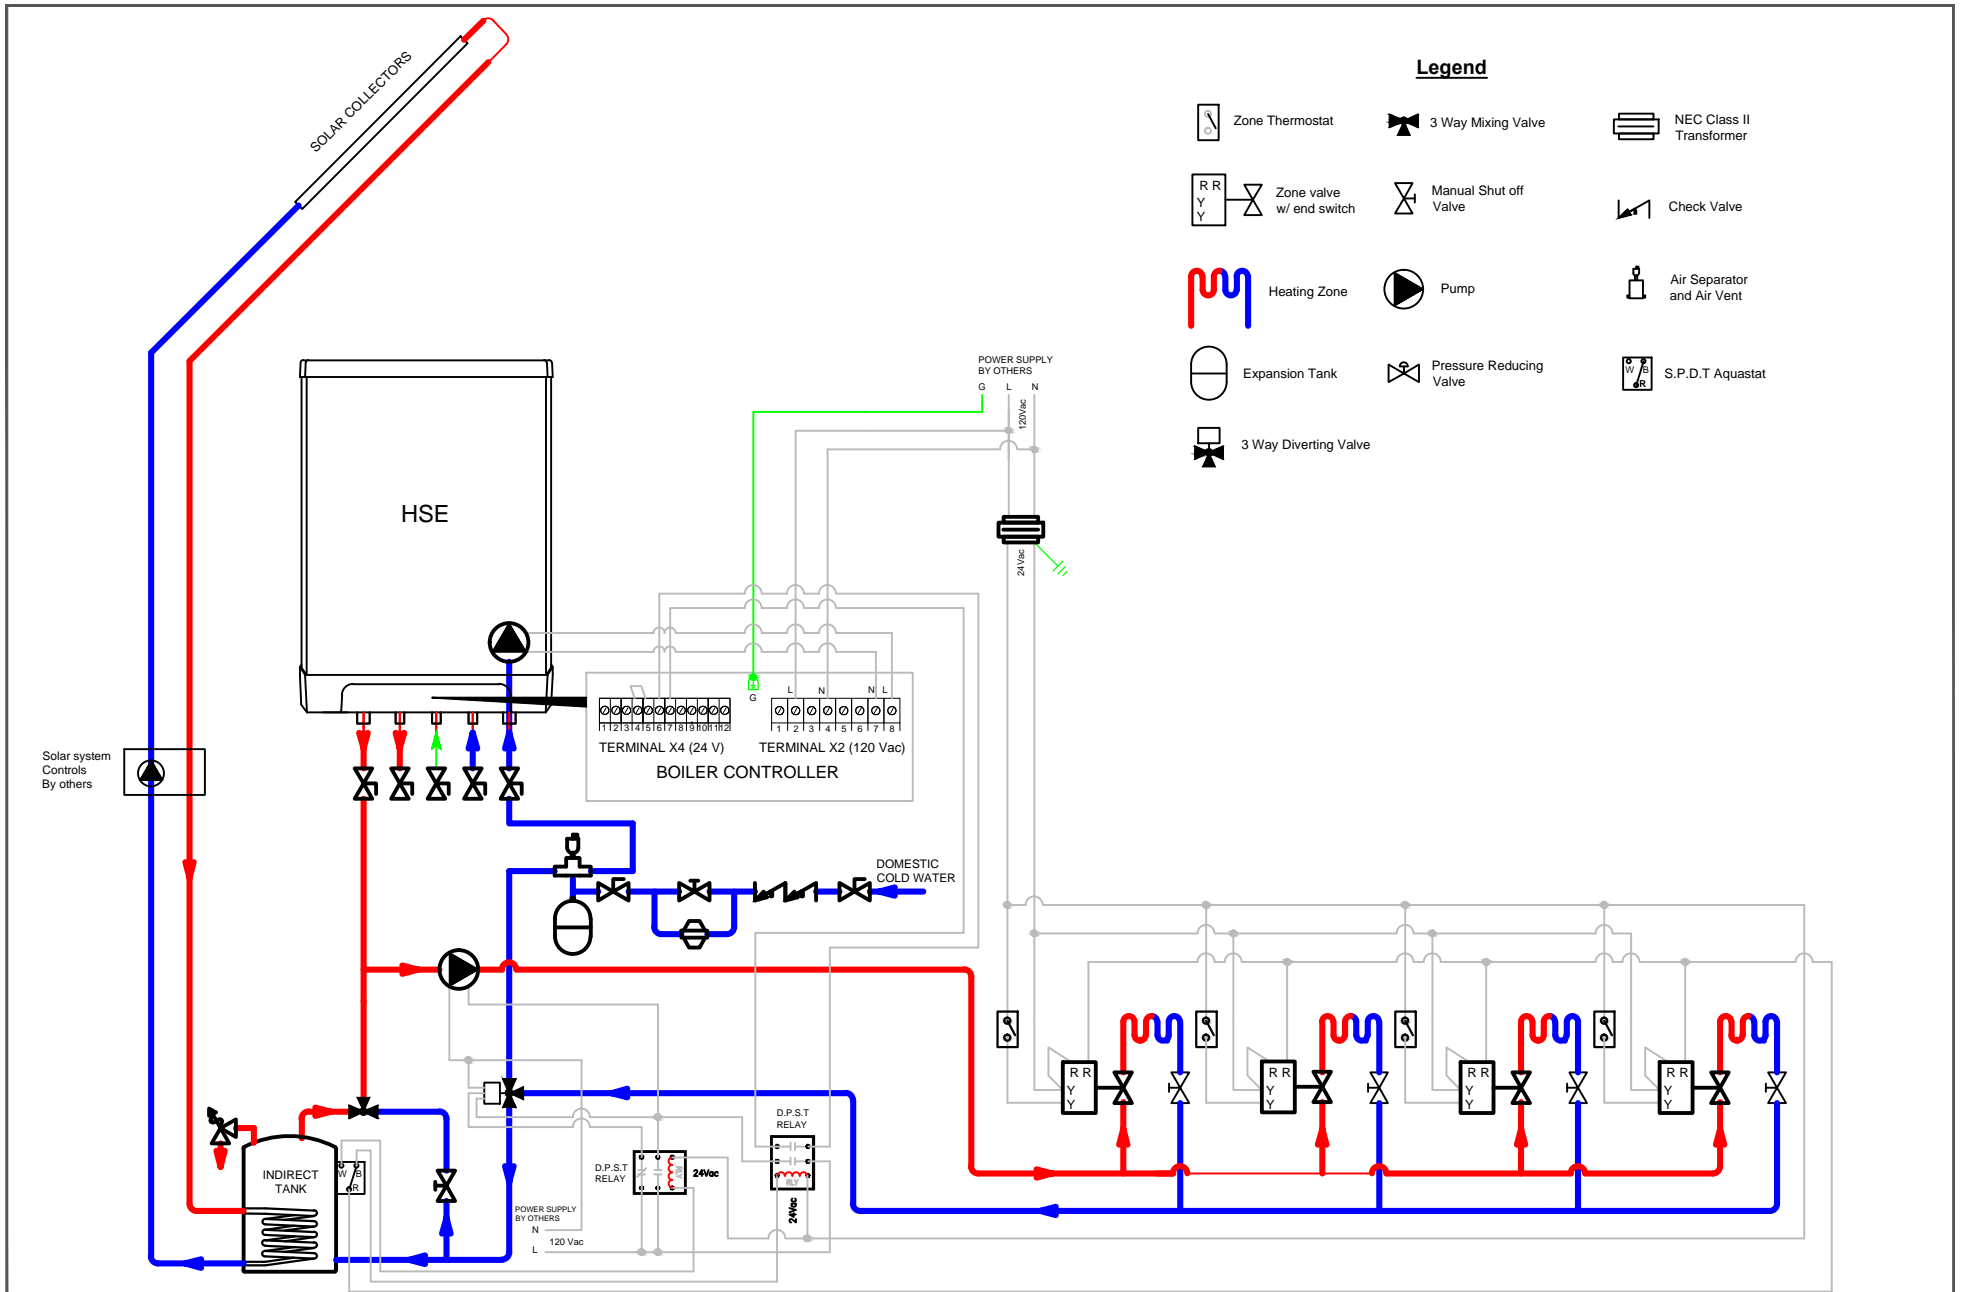 SOLAR COLLECTORS
Legend
Zone Thermostat
3 Way Mixing Valve
NEC Class II
Transformer
R R
Y
Y
Zone valve
w/ end switch
Manual Shut off
Valve
Check Valve
Heating Zone
Pump
Air Separator
and Air Vent
Expansion Tank
Pressure Reducing
Valve
W B
R
S.P.D.T Aquastat
3 Way Diverting Valve
POWER SUPPLY
BY OTHERS
G L N
120Vac
24Vac
HSE
G
L N N L
1 2 3 4 5 6 7 8 9 10 11 12
1 2 3 4 5 6 7 8
TERMINAL X4 (24 V)
TERMINAL X2 (120 Vac)
BOILER CONTROLLER
Solar system
Controls
By others
DOMESTIC
COLD WATER
R R
Y
Y
R R
Y
Y
R R
Y
Y
R R
Y
Y
D.P.S.T
RELAY
RLY
24Vac
D.P.S.T
RELAY
RLY
24Vac
INDIRECT
TANK
W B
R
POWER SUPPLY
BY OTHERS
N
120 Vac
L